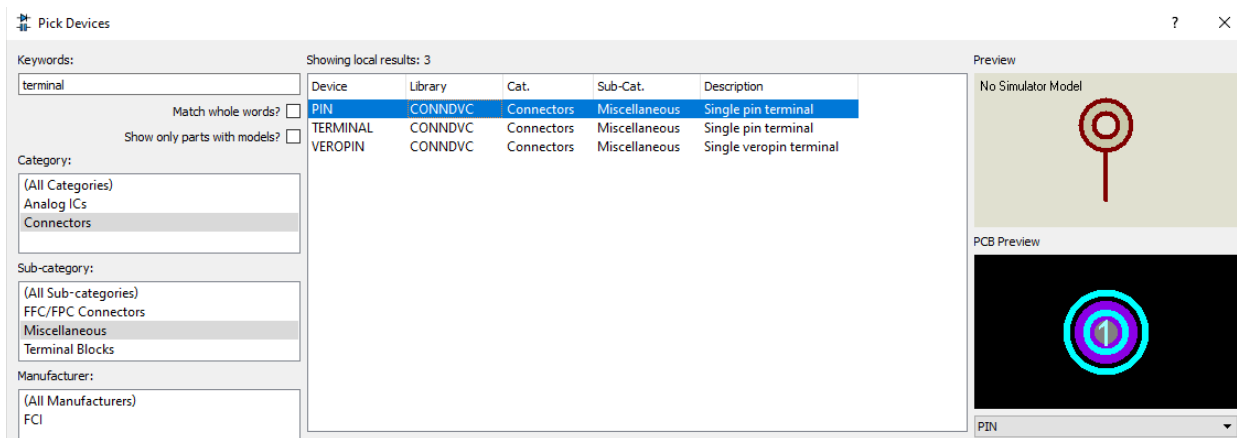 Pick Devices
? ×
Keywords:
terminal
Match whole words?
Show only parts with models?
Category:
(All Categories)
Analog ICs
Connectors
Sub-category:
(All Sub-categories)
FFC/FPC Connectors
Miscellaneous
Terminal Blocks
Manufacturer:
(All Manufacturers)
FCI
Showing local results: 3
Device Library Cat. Sub-Cat. Description
PIN CONNDVC Connectors Miscellaneous Single pin terminal
TERMINAL CONNDVC Connectors Miscellaneous Single pin terminal
VEROPIN CONNDVC Connectors Miscellaneous Single veropin terminal
Preview
No Simulator Model
PCB Preview
1
PIN